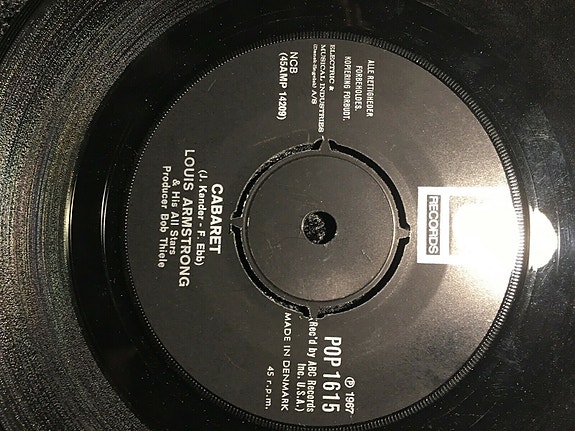 RECORDS
ALLE RETTIGHEDER
FORBEHOLDES.
KOPIERING FORBUDT.
ELECTRIC &
MUSICAL INDUSTRIES
(Dansk-Engelsk) A/S
NCB
(45AMP 14209)
℗ 1967
POP 1615
(Rec'd by ABC Records
Inc. U.S.A.)
MADE IN DENMARK
45 r.p.m.
CABARET
(J. Kander - F. Ebb)
LOUIS ARMSTRONG
& His All Stars
Producer Bob Thiele